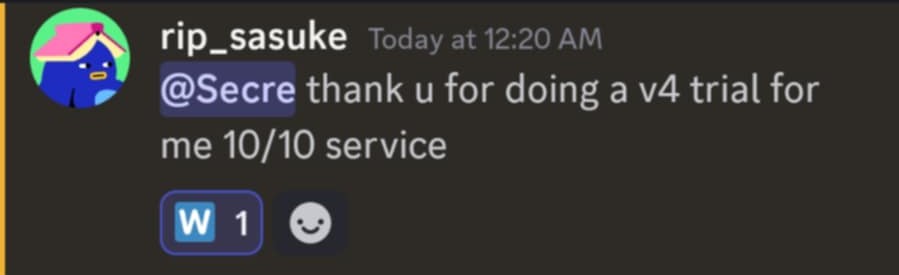 rip_sasuke Today at 12:20 AM
@Secre thank u for doing a v4 trial for
me 10/10 service
W 1